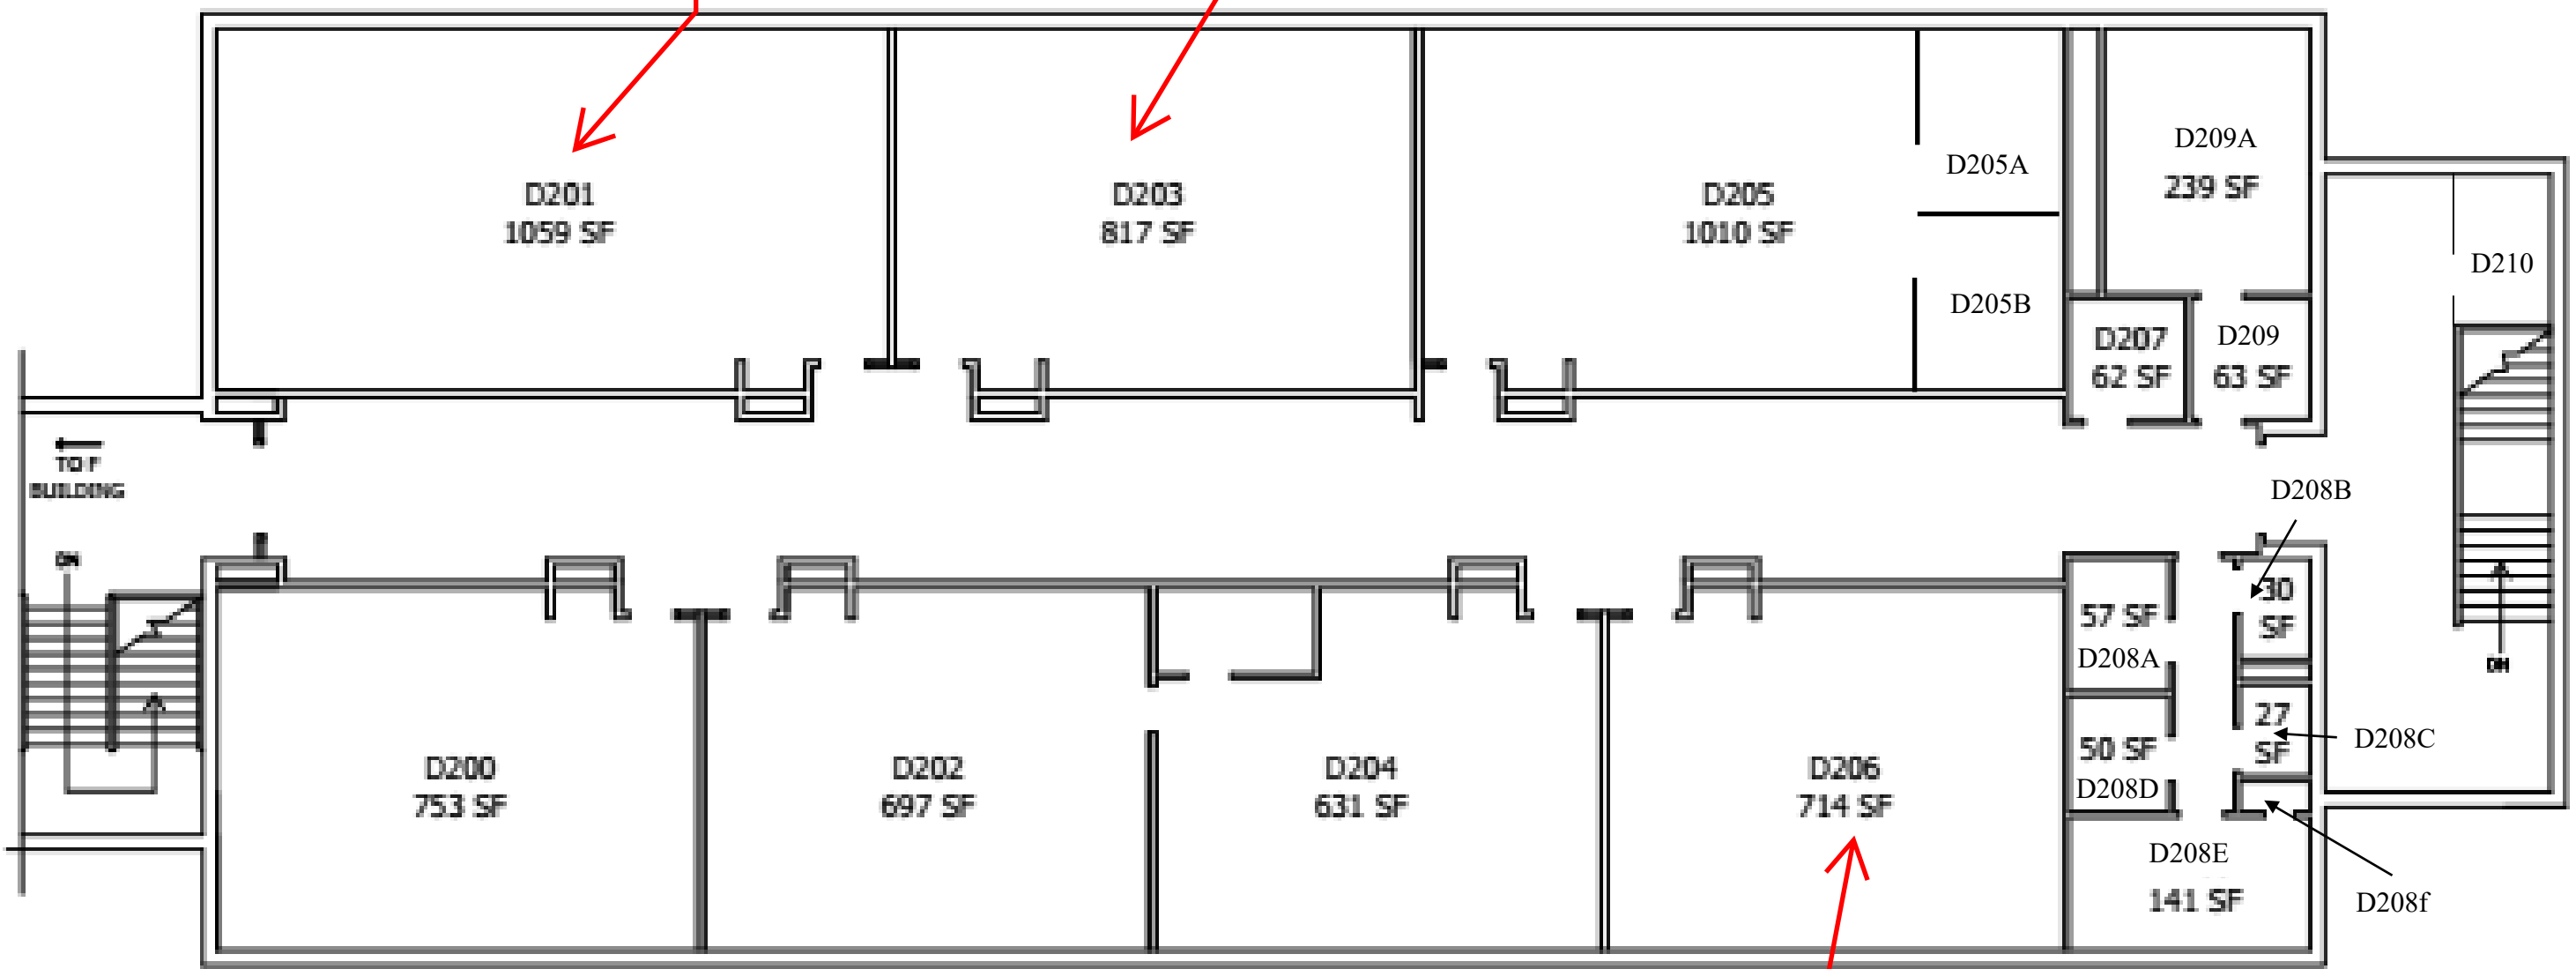 D201
1059 SF
D203
817 SF
D205
1010 SF
D205A
D205B
D209A
239 SF
D207
62 SF
D209
63 SF
D210
TO F
BUILDING
DN
D208B
30
SF
57 SF
D208A
27
SF
D208C
50 SF
D208D
DN
D200
753 SF
D202
697 SF
D204
631 SF
D206
714 SF
D208E
141 SF
D208f